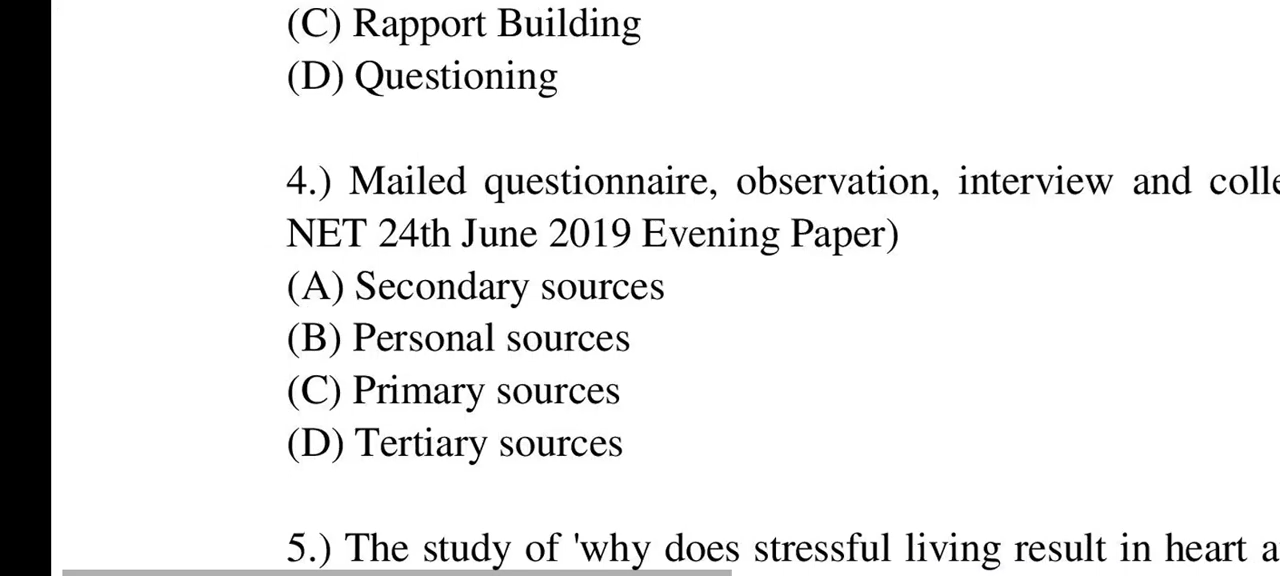 (C) Rapport Building
(D) Questioning
4.) Mailed questionnaire, observation, interview and colle
NET 24th June 2019 Evening Paper)
(A) Secondary sources
(B) Personal sources
(C) Primary sources
(D) Tertiary sources
5.) The study of 'why does stressful living result in heart a